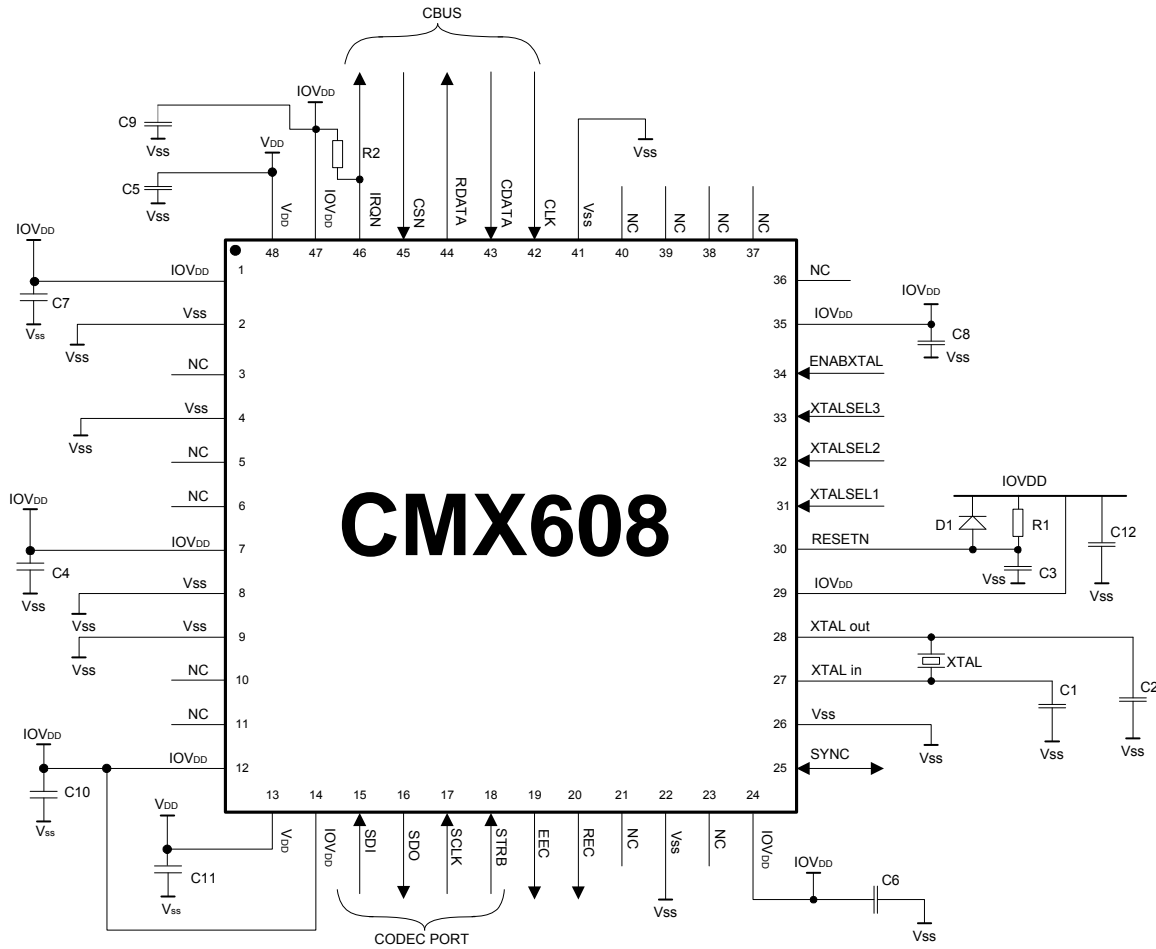 CBUS
IOVDD
C9
Vss
VDD
C5
Vss
R2
Vss
VDD
IOVDD
IRQN
CSN
RDATA
CDATA
CLK
Vss
NC
NC
NC
NC
48
47
46
45
44
43
42
41
40
39
38
37
IOVDD
C7
Vss
IOVDD
1
Vss
Vss
2
NC
3
Vss
Vss
4
NC
5
NC
6
IOVDD
C4
Vss
IOVDD
7
Vss
Vss
8
Vss
Vss
9
NC
10
NC
11
IOVDD
C10
Vss
IOVDD
12
CMX608
36
NC
35
IOVDD
IOVDD
C8
Vss
34
ENABXTAL
33
XTALSEL3
32
XTALSEL2
31
XTALSEL1
30
RESETN
IOVDD
D1
R1
C12
Vss
C3
Vss
29
IOVDD
28
XTAL out
XTAL
27
XTAL in
C1
Vss
C2
Vss
26
Vss
Vss
25
SYNC
13
14
15
16
17
18
19
20
21
22
23
24
VDD
IOVDD
SDI
SDO
SCLK
STRB
EEC
REC
NC
Vss
NC
IOVDD
VDD
C11
Vss
Vss
IOVDD
C6
Vss
CODEC PORT